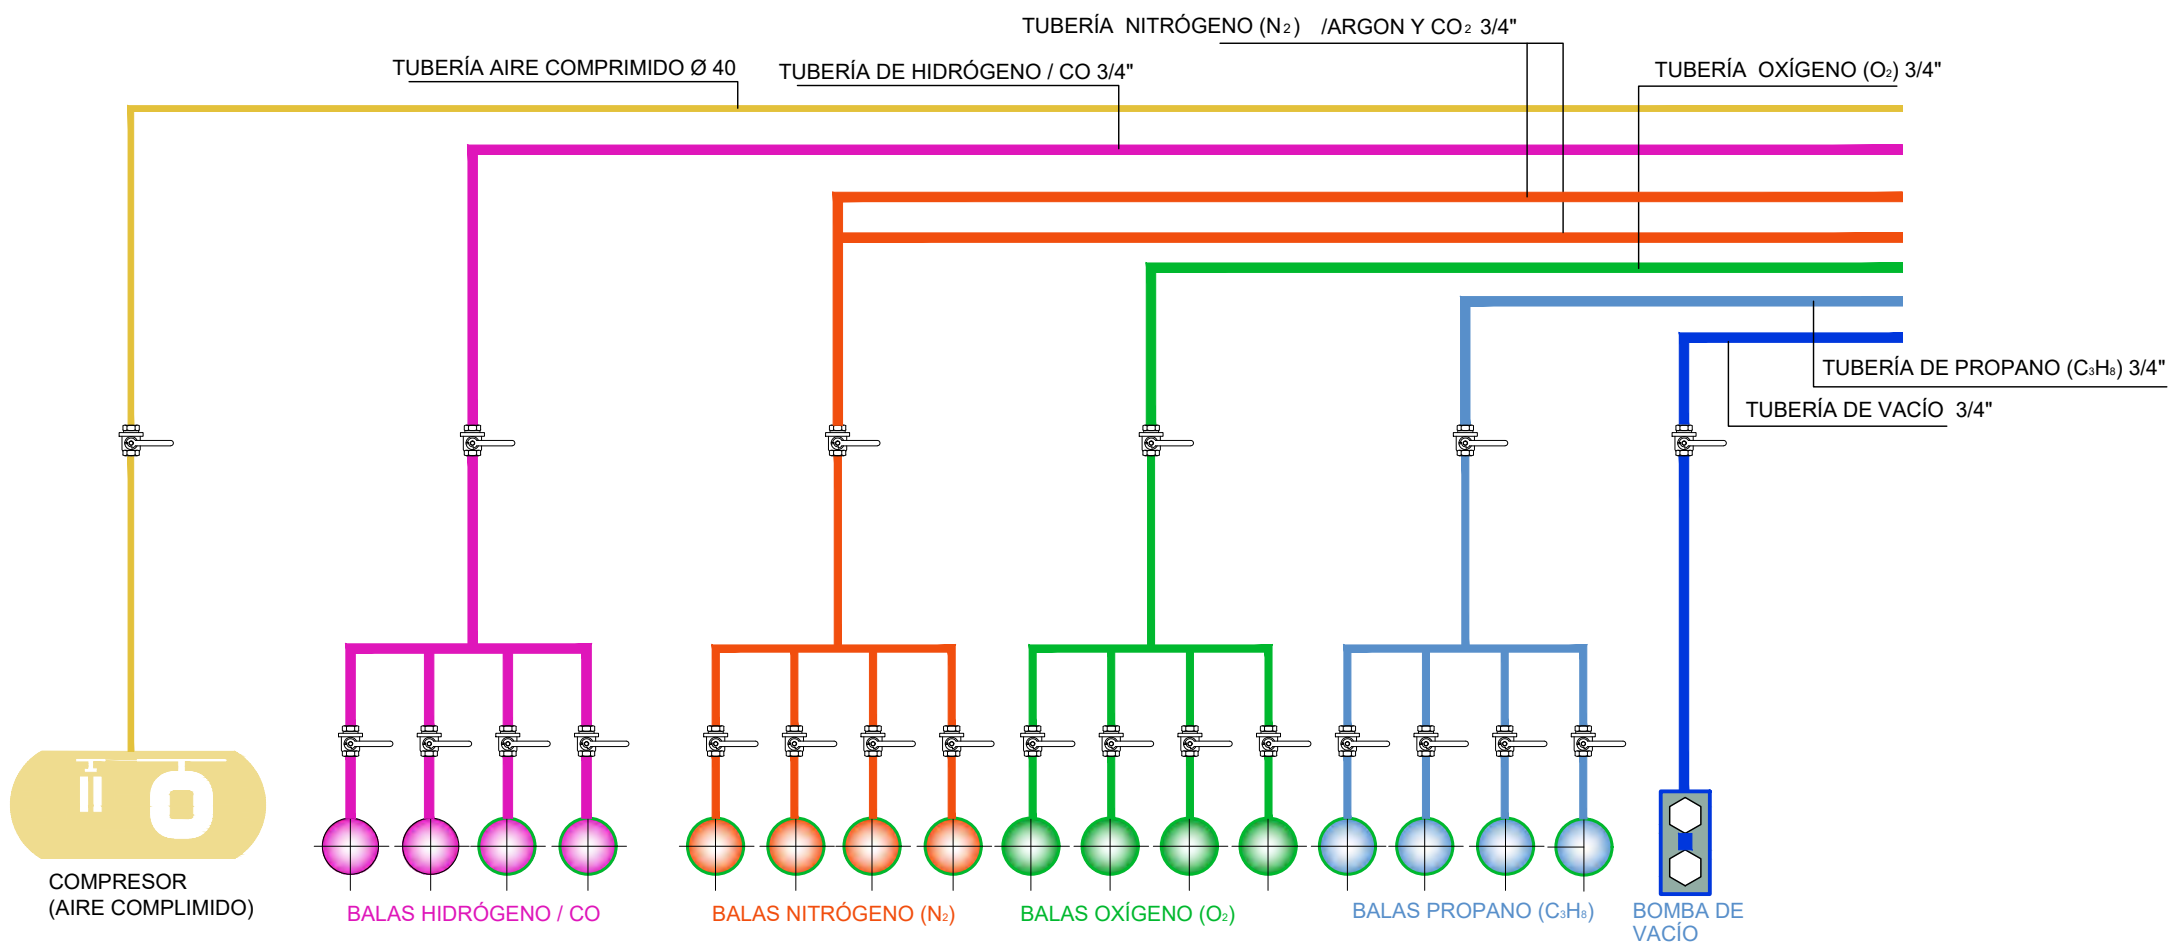 TUBERÍA NITRÓGENO (N₂) /ARGON Y CO₂ 3/4"
TUBERÍA AIRE COMPRIMIDO Ø 40
TUBERÍA DE HIDRÓGENO / CO 3/4"
TUBERÍA OXÍGENO (O₂) 3/4"
TUBERÍA DE PROPANO (C₃H₈) 3/4"
TUBERÍA DE VACÍO 3/4"
COMPRESOR
(AIRE COMPLIMIDO)
BALAS HIDRÓGENO / CO
BALAS NITRÓGENO (N₂)
BALAS OXÍGENO (O₂)
BALAS PROPANO (C₃H₈)
BOMBA DE
VACÍO